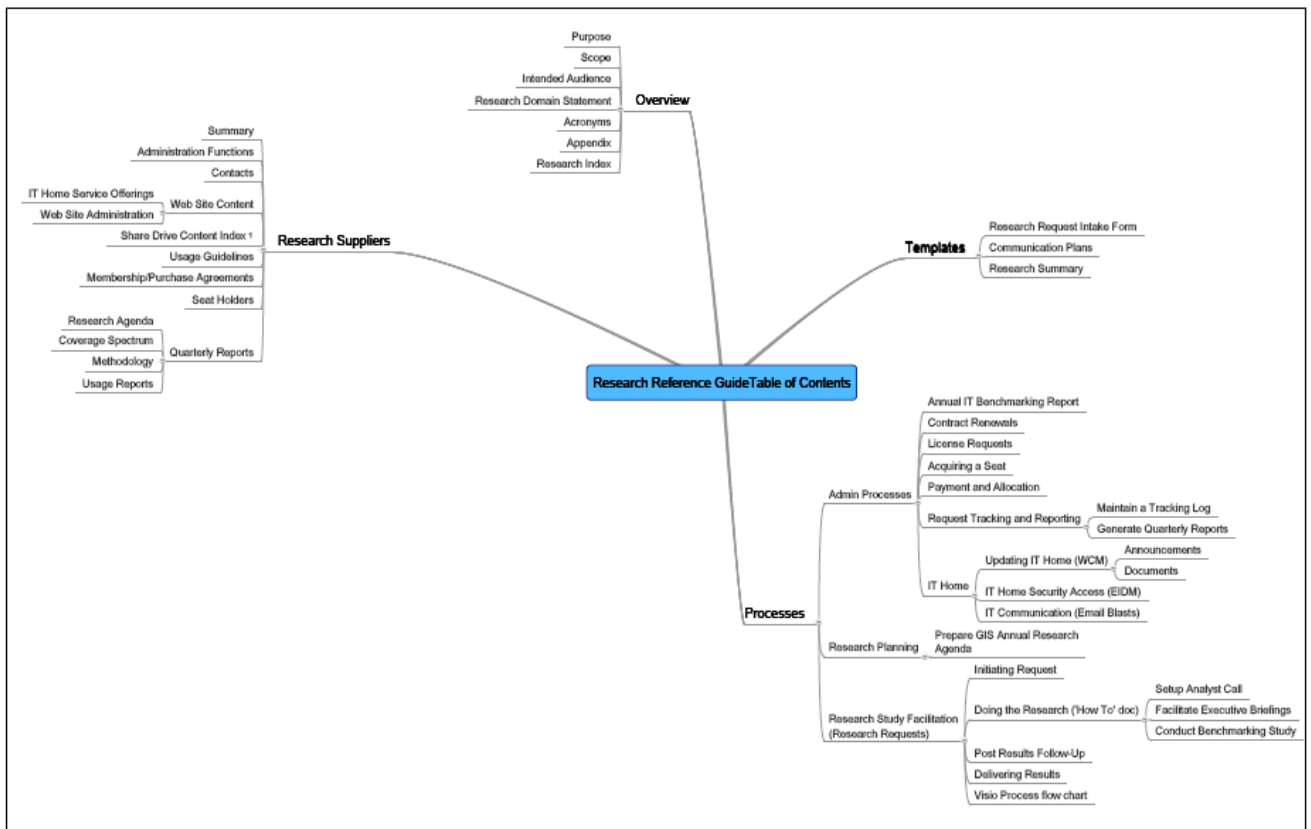 Purpose
Scope
Intended Audience
Research Domain Statement
Acronyms
Appendix
Research Index
Overview
Summary
Administration Functions
Contacts
IT Home Service Offerings
Web Site Administration
Web Site Content
Share Drive Content Index
Usage Guidelines
Membership/Purchase Agreements
Seat Holders
Research Agenda
Coverage Spectrum
Methodology
Usage Reports
Quarterly Reports
Research Suppliers
Templates
Research Request Intake Form
Communication Plans
Research Summary
Research Reference GuideTable of Contents
Processes
Admin Processes
Annual IT Benchmarking Report
Contract Renewals
License Requests
Acquiring a Seat
Payment and Allocation
Request Tracking and Reporting
Maintain a Tracking Log
Generate Quarterly Reports
IT Home
Updating IT Home (WCM)
Announcements
Documents
IT Home Security Access (EIDM)
IT Communication (Email Blasts)
Research Planning
Prepare GIS Annual Research
Agenda
Research Study Facilitation
(Research Requests)
Initiating Request
Doing the Research ('How To' doc)
Setup Analyst Call
Facilitate Executive Briefings
Conduct Benchmarking Study
Post Results Follow-Up
Delivering Results
Visio Process flow chart